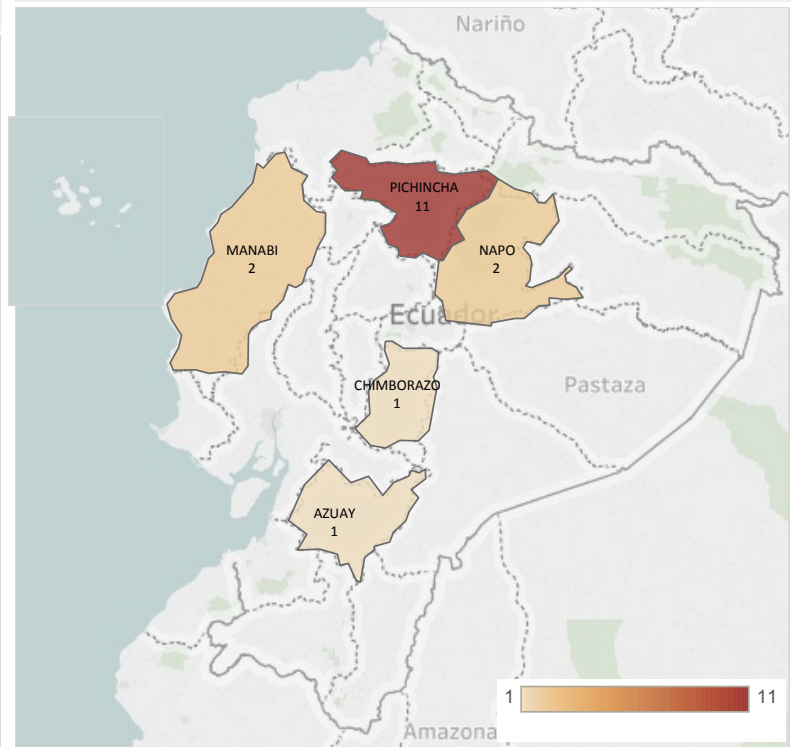 Nariño
PICHINCHA
11
MANABI
2
NAPO
2
Ecuador
CHIMBORAZO
1
Pastaza
AZUAY
1
1
11
Amazona